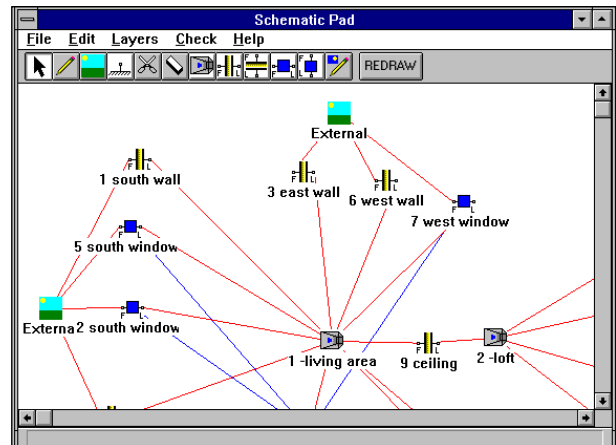 Schematic Pad
File Edit Layers Check Help
REDRAW
External
1 south wall
3 east wall
6 west wall
7 west window
5 south window
Externa
2 south window
1 -living area
9 ceiling
2 -loft